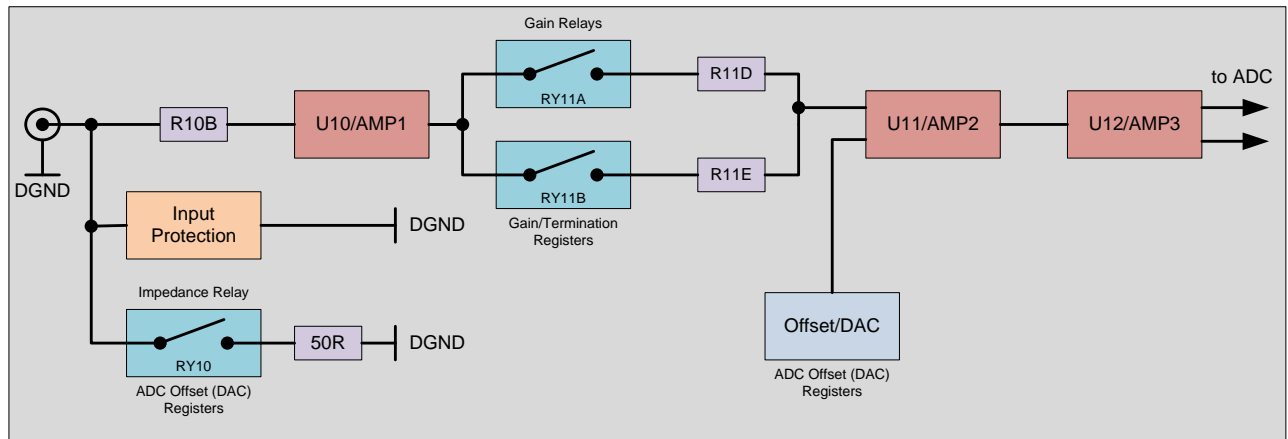 Gain Relays
RY11A
R11D
to ADC
R10B
U10/AMP1
U11/AMP2
U12/AMP3
DGND
RY11B
R11E
Input
Protection
DGND
Gain/Termination
Registers
Impedance Relay
RY10
50R
DGND
Offset/DAC
ADC Offset (DAC)
Registers
ADC Offset (DAC)
Registers